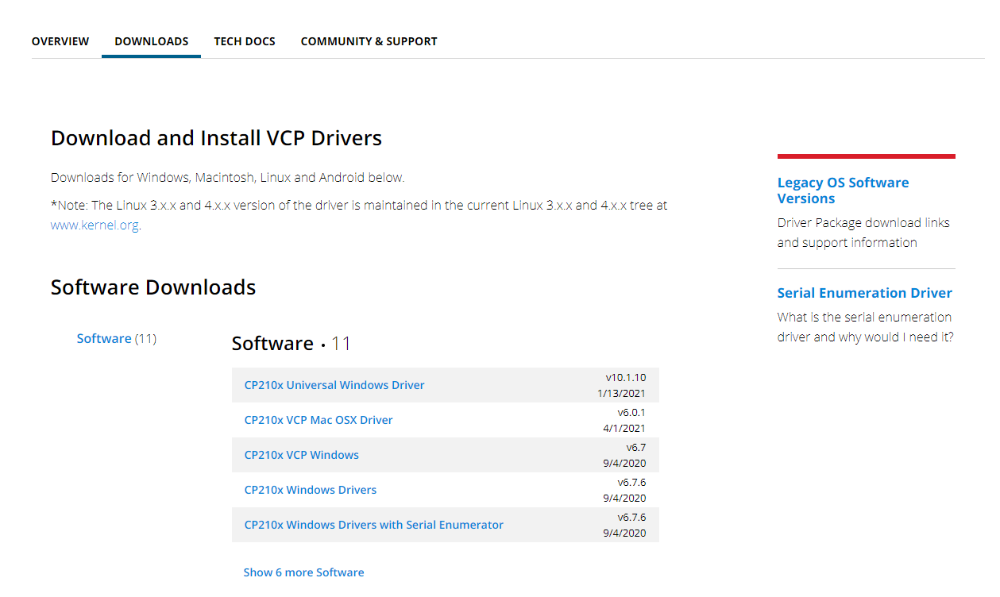 OVERVIEW DOWNLOADS TECH DOCS COMMUNITY & SUPPORT
Download and Install VCP Drivers
Downloads for Windows, Macintosh, Linux and Android below.
*Note: The Linux 3.x.x and 4.x.x version of the driver is maintained in the current Linux 3.x.x and 4.x.x tree at
www.kernel.org.
Software Downloads
Software (11)
Software • 11
CP210x Universal Windows Driver
v10.1.10
1/13/2021
CP210x VCP Mac OSX Driver
v6.0.1
4/1/2021
CP210x VCP Windows
v6.7
9/4/2020
CP210x Windows Drivers
v6.7.6
9/4/2020
CP210x Windows Drivers with Serial Enumerator
v6.7.6
9/4/2020
Show 6 more Software
Legacy OS Software
Versions
Driver Package download links
and support information
Serial Enumeration Driver
What is the serial enumeration
driver and why would I need it?